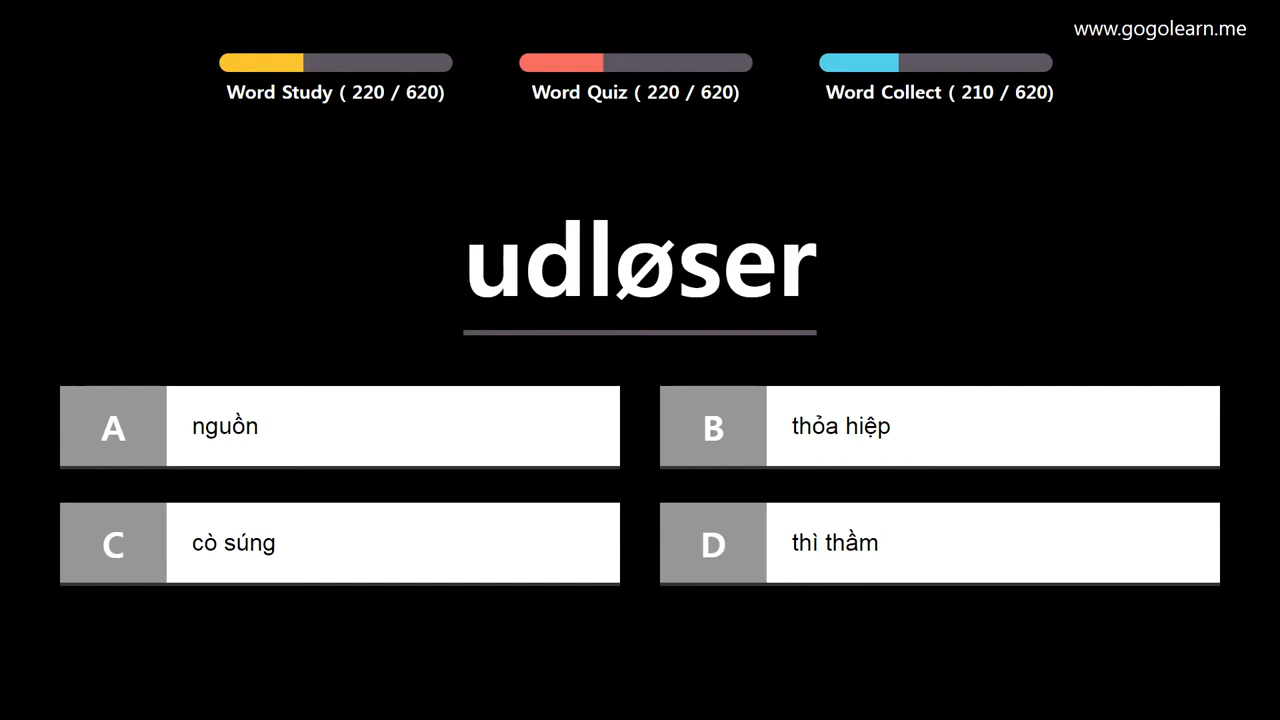 www.gogolearn.me
Word Study ( 220 / 620)
Word Quiz ( 220 / 620)
Word Collect ( 210 / 620)
udløser
A nguồn
B thỏa hiệp
C cò súng
D thì thầm